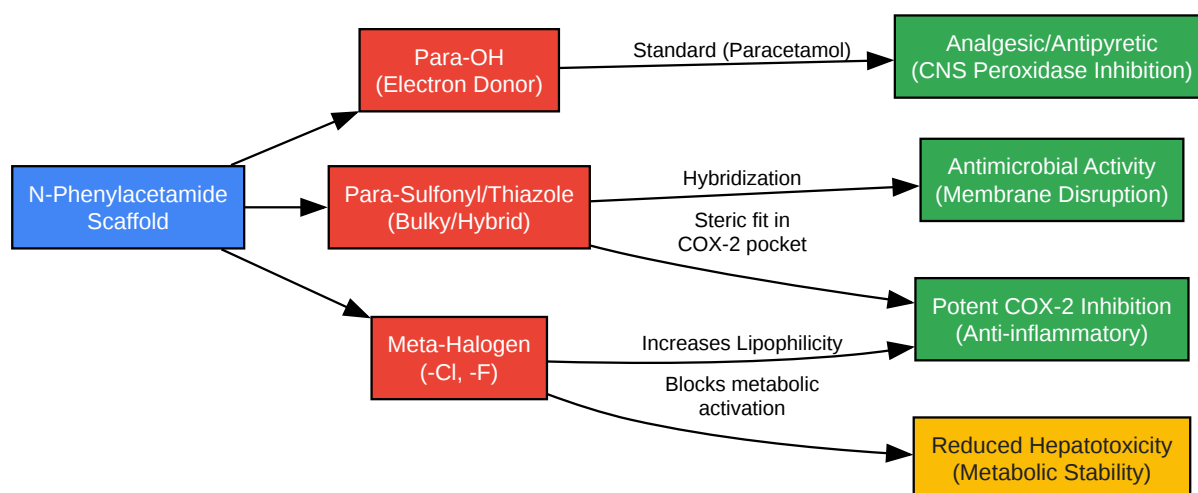 Para-OH
(Electron Donor)
Standard (Paracetamol)
Analgesic/Antipyretic
(CNS Peroxidase Inhibition)
N-Phenylacetamide
Scaffold
Para-Sulfonyl/Thiazole
(Bulky/Hybrid)
Hybridization
Antimicrobial Activity
(Membrane Disruption)
Steric fit in
COX-2 pocket
Potent COX-2 Inhibition
(Anti-inflammatory)
Meta-Halogen
(-Cl, -F)
Increases Lipophilicity
Blocks metabolic
activation
Reduced Hepatotoxicity
(Metabolic Stability)